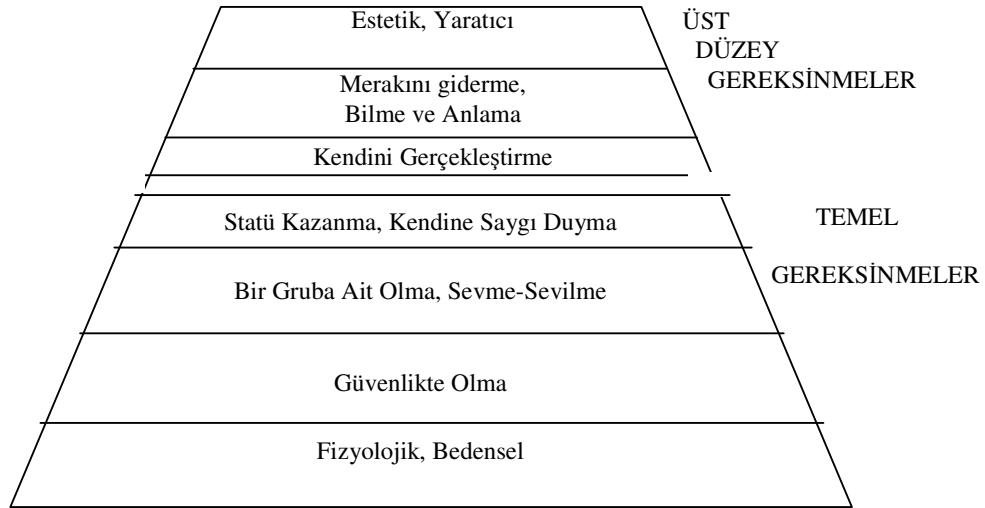 Estetik, Yaratıcı
ÜST
DÜZEY
GEREKSİNMELER
Merakını giderme,
Bilme ve Anlama
Kendini Gerçekleştirme
Statü Kazanma, Kendine Saygı Duyma
TEMEL
GEREKSİNMELER
Bir Gruba Ait Olma, Sevme-Sevilme
Güvenlikte Olma
Fizyolojik, Bedensel